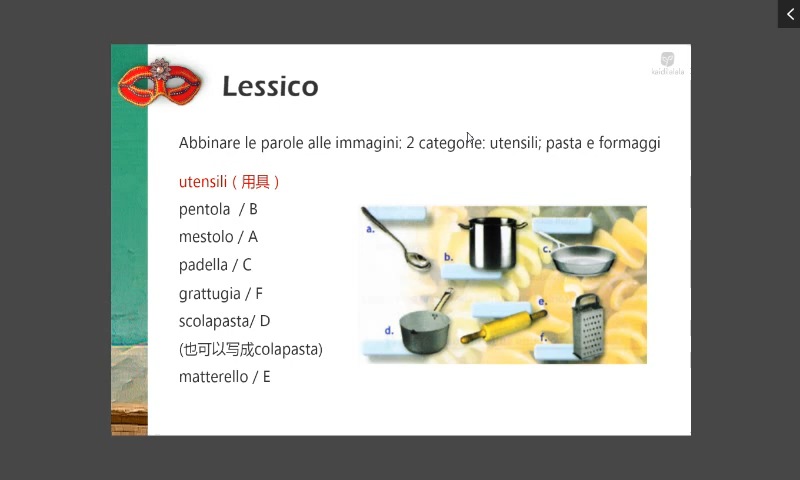 kaidilalala
Lessico
Abbinare le parole alle immagini: 2 categorie: utensili; pasta e formaggi
utensili（用具）
pentola / B
mestolo / A
padella / C
grattugia / F
scolapasta/ D
(也可以写成colapasta)
matterello / E
a.
b.
c.
d.
e.
f.